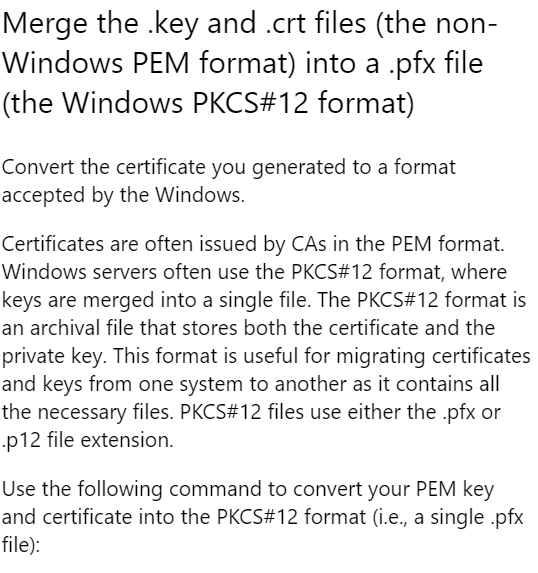 Merge the .key and .crt files (the non-
Windows PEM format) into a .pfx file
(the Windows PKCS#12 format)
Convert the certificate you generated to a format
accepted by the Windows.
Certificates are often issued by CAs in the PEM format.
Windows servers often use the PKCS#12 format, where
keys are merged into a single file. The PKCS#12 format is
an archival file that stores both the certificate and the
private key. This format is useful for migrating certificates
and keys from one system to another as it contains all
the necessary files. PKCS#12 files use either the .pfx or
.p12 file extension.
Use the following command to convert your PEM key
and certificate into the PKCS#12 format (i.e., a single .pfx
file):